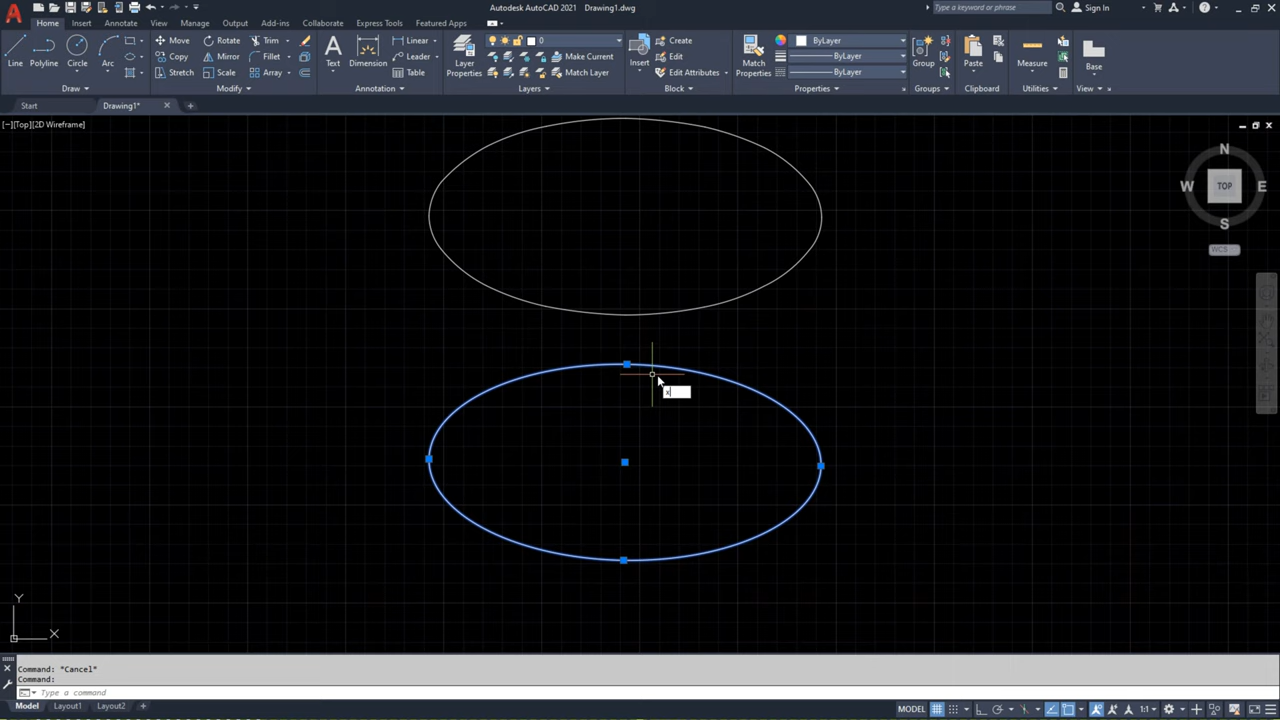 Autodesk AutoCAD 2021 Drawing1.dwg
Type a keyword or phrase
Sign In
Home Insert Annotate View Manage Output Add-ins Collaborate Express Tools Featured Apps
Line Polyline Circle Arc
Move Rotate Trim
Copy Mirror Fillet
Stretch Scale Array
Text Dimension
Linear
Leader
Table
Layer Properties
0
Make Current
Match Layer
Insert
Create
Edit
Edit Attributes
Match Properties
ByLayer
ByLayer
ByLayer
Group
Paste
Measure
Base
Draw Modify Annotation Layers Block Properties Groups Clipboard Utilities View
Start Drawing1*
[−][Top][2D Wireframe]
N
W TOP E
S
WCS
x
Y
X
Command: *Cancel*
Command:
Type a command
Model Layout1 Layout2
MODEL 1:1